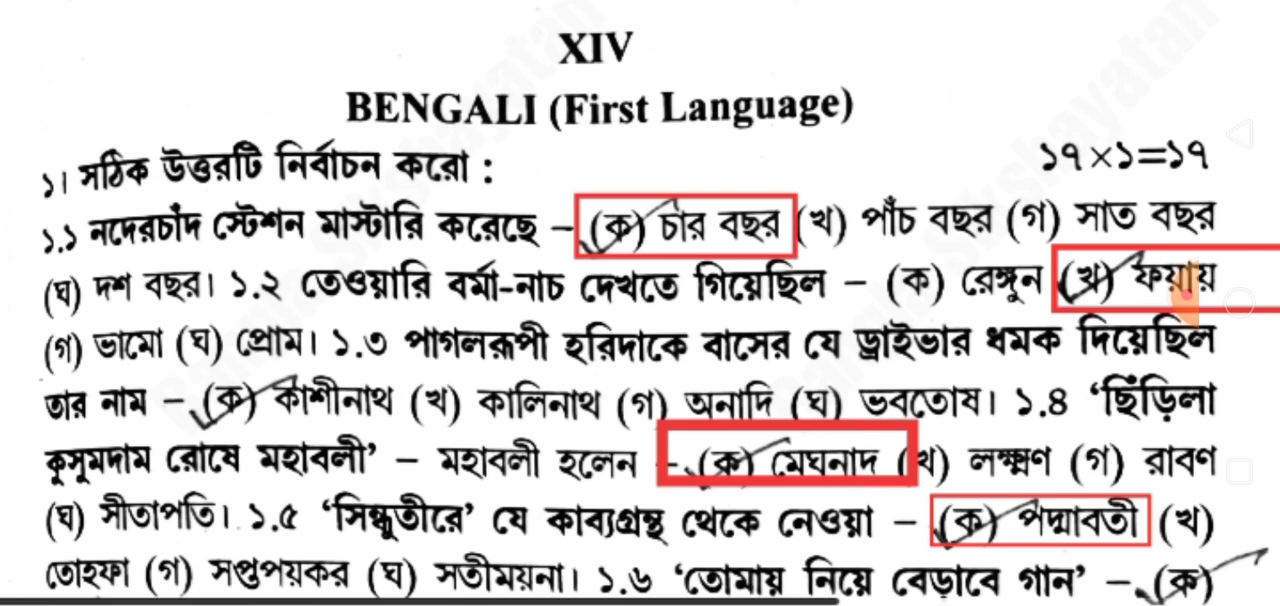 XIV
BENGALI (First Language)
১। সঠিক উত্তরটি নির্বাচন করো : ১৭×১=১৭
১.১ নদেরচাঁদ স্টেশন মাস্টারি করেছে – (ক) চার বছর (খ) পাঁচ বছর (গ) সাত বছর
(ঘ) দশ বছর। ১.২ তেওয়ারি বর্মা-নাচ দেখতে গিয়েছিল – (ক) রেঙ্গুন (খ) ফয়ায়
(গ) ভামো (ঘ) প্রোম। ১.৩ পাগলরূপী হরিদাকে বাসের যে ড্রাইভার ধমক দিয়েছিল
তার নাম – (ক) কাশীনাথ (খ) কালিনাথ (গ) অনাদি (ঘ) ভবতোষ। ১.৪ ‘ছিঁড়িলা
কুসুমদাম রোষে মহাবলী’ – মহাবলী হলেন – (ক) মেঘনাদ (খ) লক্ষ্মণ (গ) রাবণ
(ঘ) সীতাপতি। ১.৫ ‘সিন্ধুতীরে’ যে কাব্যগ্রন্থ থেকে নেওয়া – (ক) পদ্মাবতী (খ)
তোহফা (গ) সপ্তপয়কর (ঘ) সতীময়না। ১.৬ ‘তোমায় নিয়ে বেড়াবে গান’ – (ক)